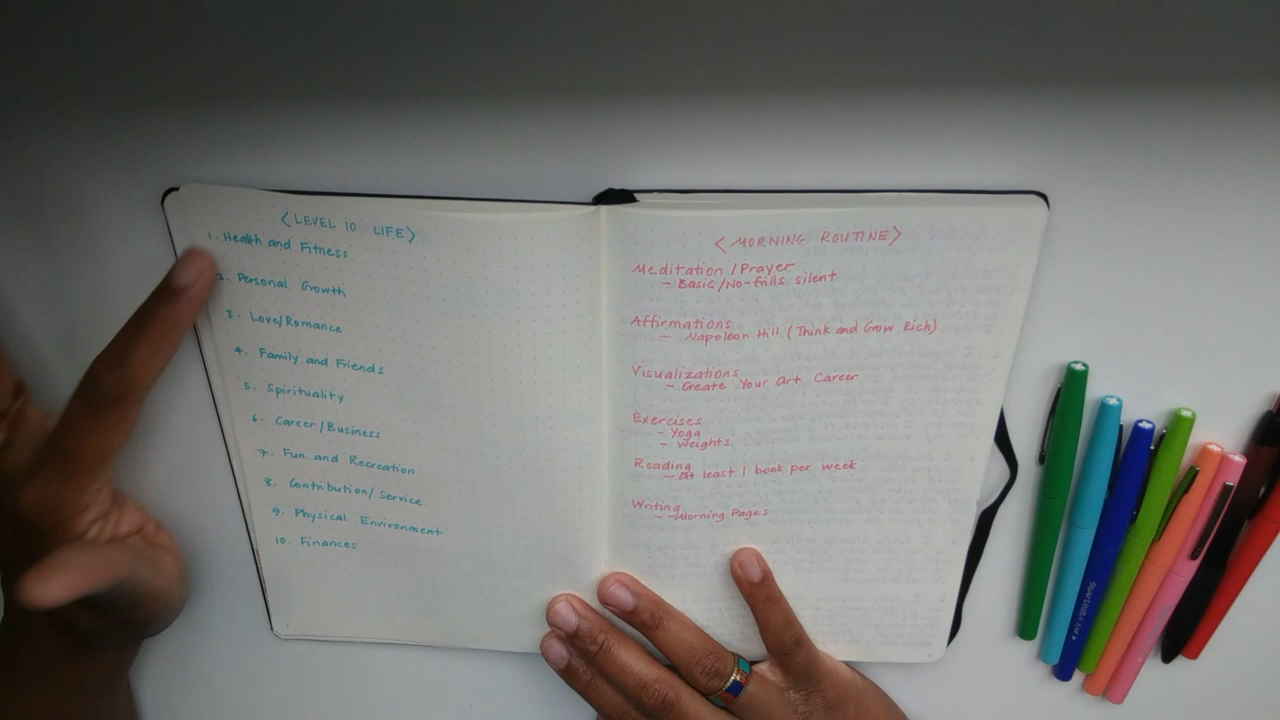 <LEVEL 10 LIFE>
1. Health and Fitness
2. Personal Growth
3. Love/Romance
4. Family and Friends
5. Spirituality
6. Career/Business
7. Fun and Recreation
8. Contribution/Service
9. Physical Environment
10. Finances
<MORNING ROUTINE>
Meditation/Prayer
- Basic/No-frills silent
Affirmations
- Napolean Hill (Think and Grow Rich)
Visualizations
- Create Your Art Career
Exercises
- Yoga
- Weights
Reading
- at least 1 book per week
Writing
- Morning Pages